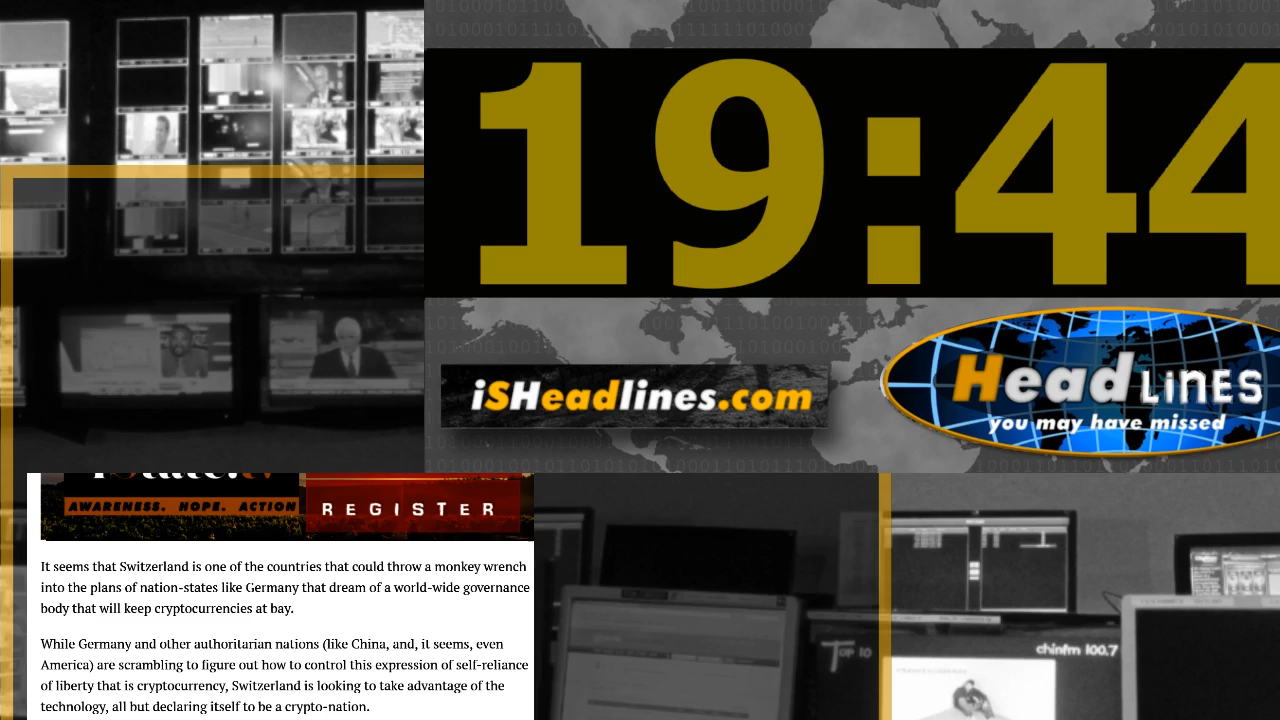 19:44
iSHeadlines.com
HeadLINES
you may have missed
AWARENESS. HOPE. ACTION
REGISTER
It seems that Switzerland is one of the countries that could throw a monkey wrench
into the plans of nation-states like Germany that dream of a world-wide governance
body that will keep cryptocurrencies at bay.
While Germany and other authoritarian nations (like China, and, it seems, even
America) are scrambling to figure out how to control this expression of self-reliance
of liberty that is cryptocurrency, Switzerland is looking to take advantage of the
technology, all but declaring itself to be a crypto-nation.
TOP 10
chinfm 100.7